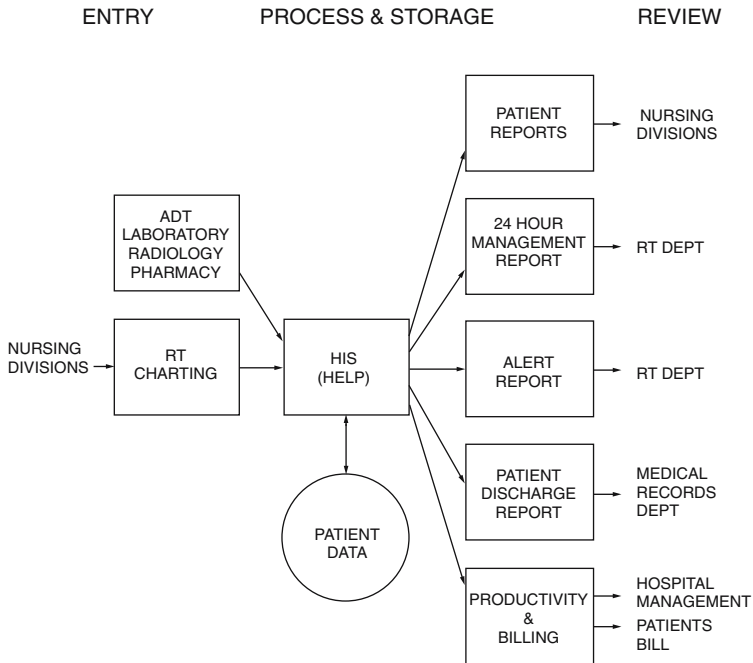 ENTRY
PROCESS & STORAGE
REVIEW
PATIENT
REPORTS
NURSING
DIVISIONS
ADT
LABORATORY
RADIOLOGY
PHARMACY
24 HOUR
MANAGEMENT
REPORT
RT DEPT
NURSING
DIVISIONS
RT
CHARTING
HIS
(HELP)
ALERT
REPORT
RT DEPT
PATIENT
DATA
PATIENT
DISCHARGE
REPORT
MEDICAL
RECORDS
DEPT
PRODUCTIVITY
&
BILLING
HOSPITAL
MANAGEMENT
PATIENTS
BILL